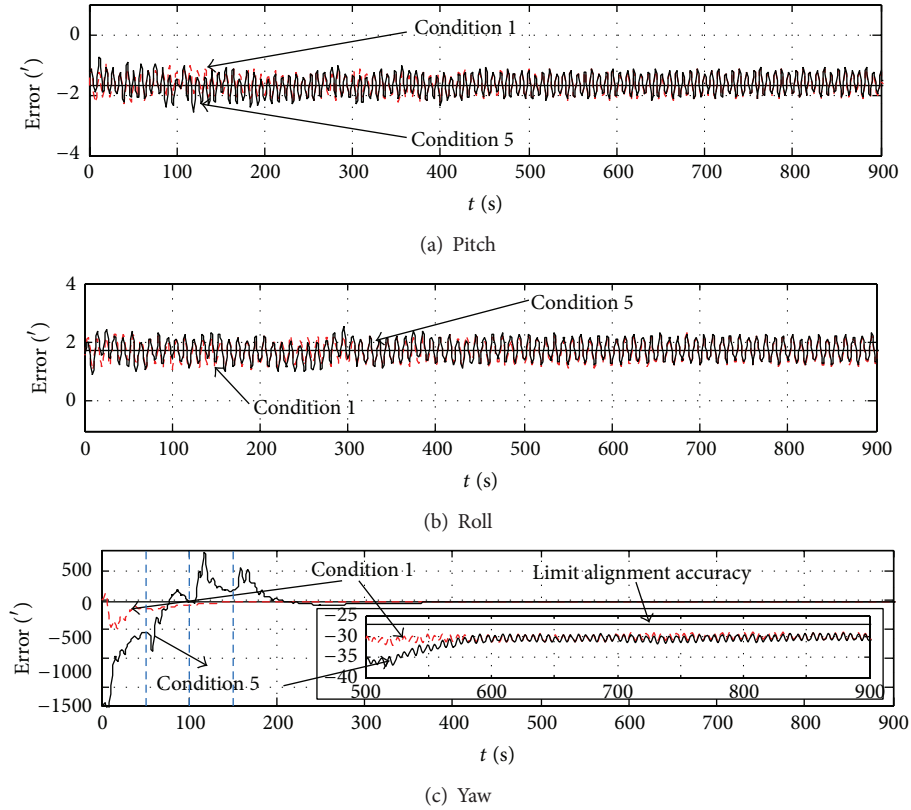 0
−2
−4
Error (′)
Condition 1
Condition 5
0 100 200 300 400 500 600 700 800 900
t (s)
(a) Pitch
4
2
0
Error (′)
Condition 5
Condition 1
0 100 200 300 400 500 600 700 800 900
t (s)
(b) Roll
500
0
−500
−1000
−1500
Error (′)
Condition 1
Limit alignment accuracy
Condition 5
−25
−30
−35
−40
500 600 700 800 900
0 100 200 300 400 500 600 700 800 900
t (s)
(c) Yaw